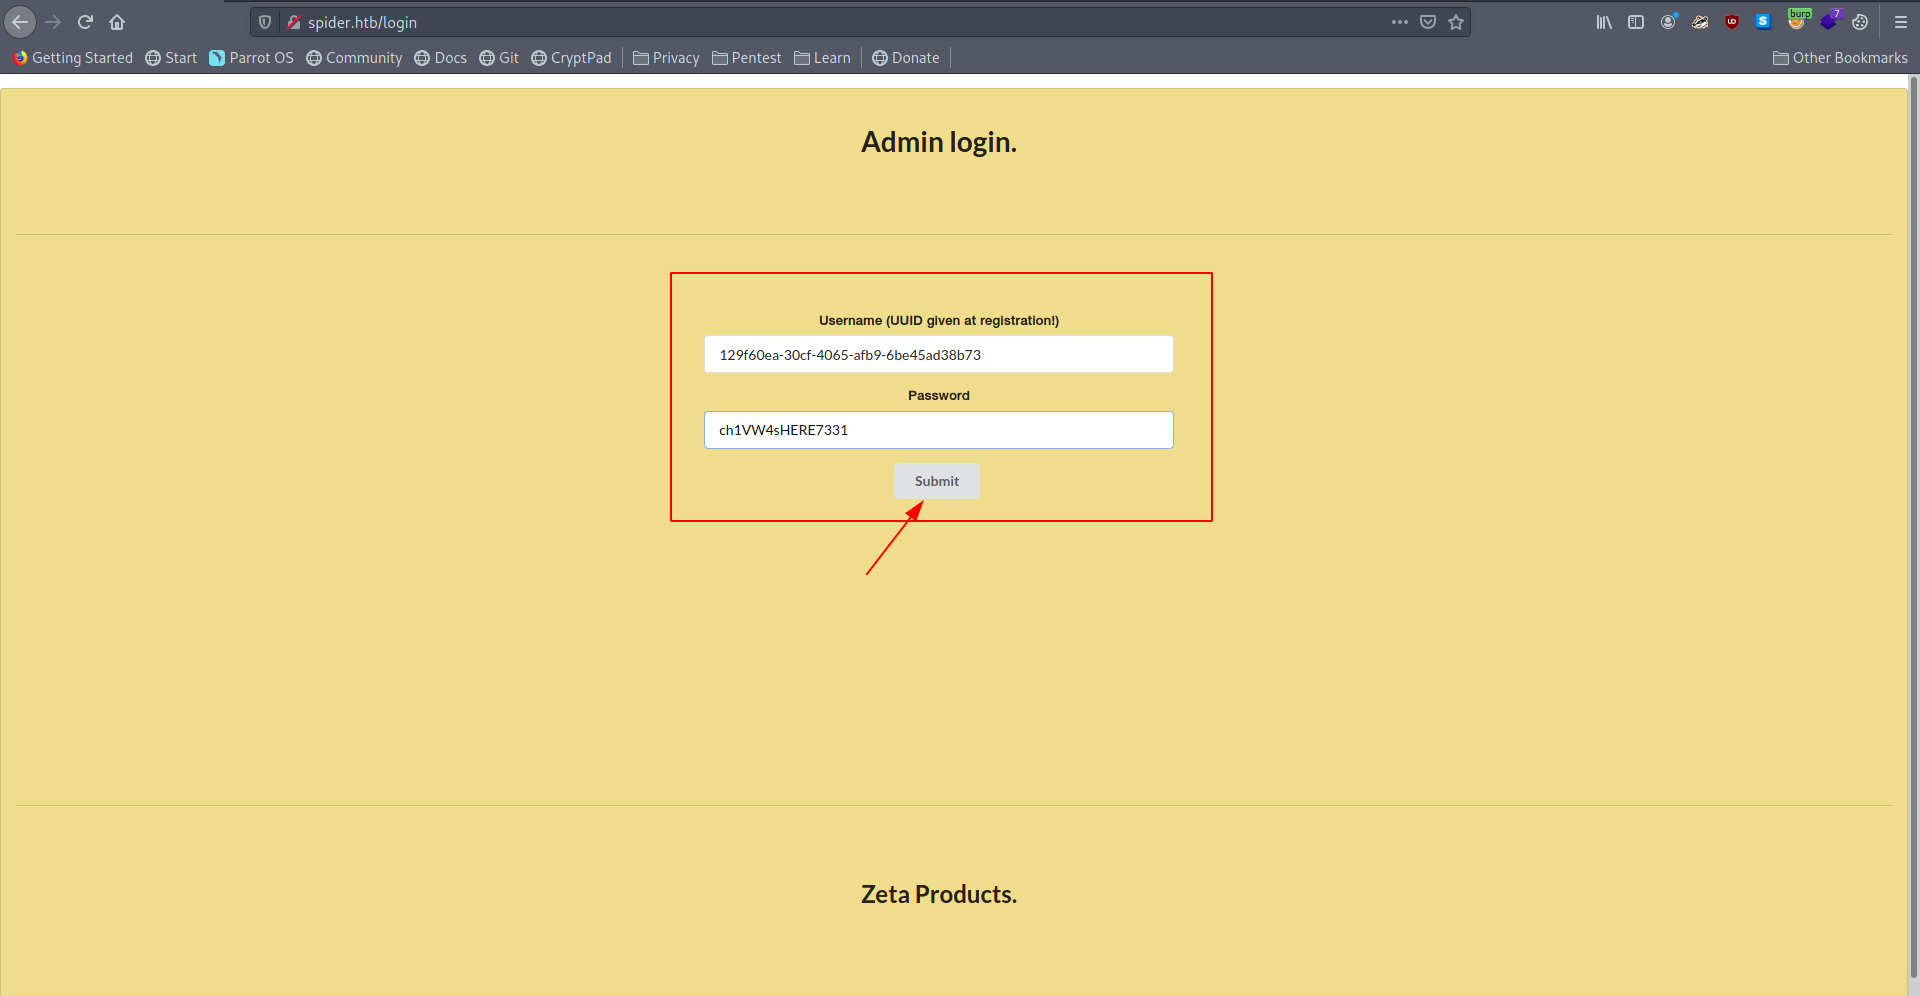 spider.htb/login
burp
7
Getting Started Start Parrot OS Community Docs Git CryptPad Privacy Pentest Learn Donate Other Bookmarks
Admin login.
Username (UUID given at registration!)
129f60ea-30cf-4065-afb9-6be45ad38b73
Password
ch1VW4sHERE7331
Submit
Zeta Products.